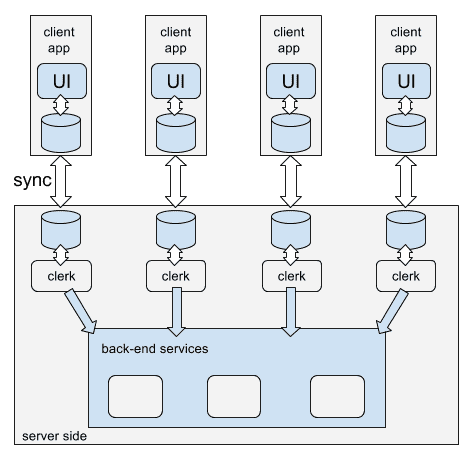 client
app
UI
client
app
UI
client
app
UI
client
app
UI
sync
clerk
clerk
clerk
clerk
back-end services
server side